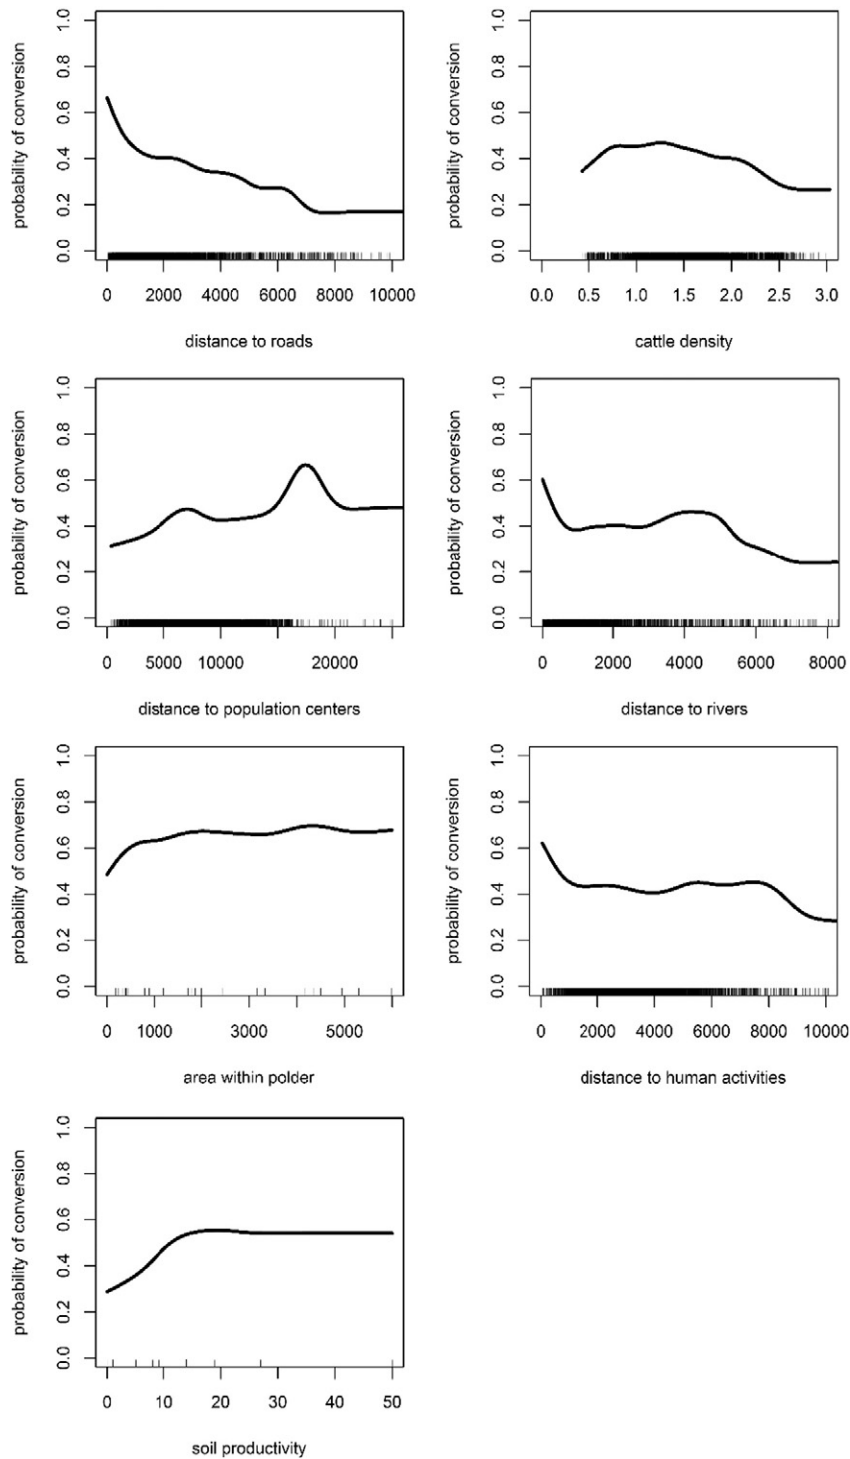 probability of conversion
1.0
0.8
0.6
0.4
0.2
0.0
0 2000 4000 6000 8000 10000
distance to roads
probability of conversion
1.0
0.8
0.6
0.4
0.2
0.0
0.0 0.5 1.0 1.5 2.0 2.5 3.0
cattle density
probability of conversion
1.0
0.8
0.6
0.4
0.2
0.0
0 5000 10000 20000
distance to population centers
probability of conversion
1.0
0.8
0.6
0.4
0.2
0.0
0 2000 4000 6000 8000
distance to rivers
probability of conversion
1.0
0.8
0.6
0.4
0.2
0.0
0 1000 3000 5000
area within polder
probability of conversion
1.0
0.8
0.6
0.4
0.2
0.0
0 2000 4000 6000 8000 10000
distance to human activities
probability of conversion
1.0
0.8
0.6
0.4
0.2
0.0
0 10 20 30 40 50
soil productivity